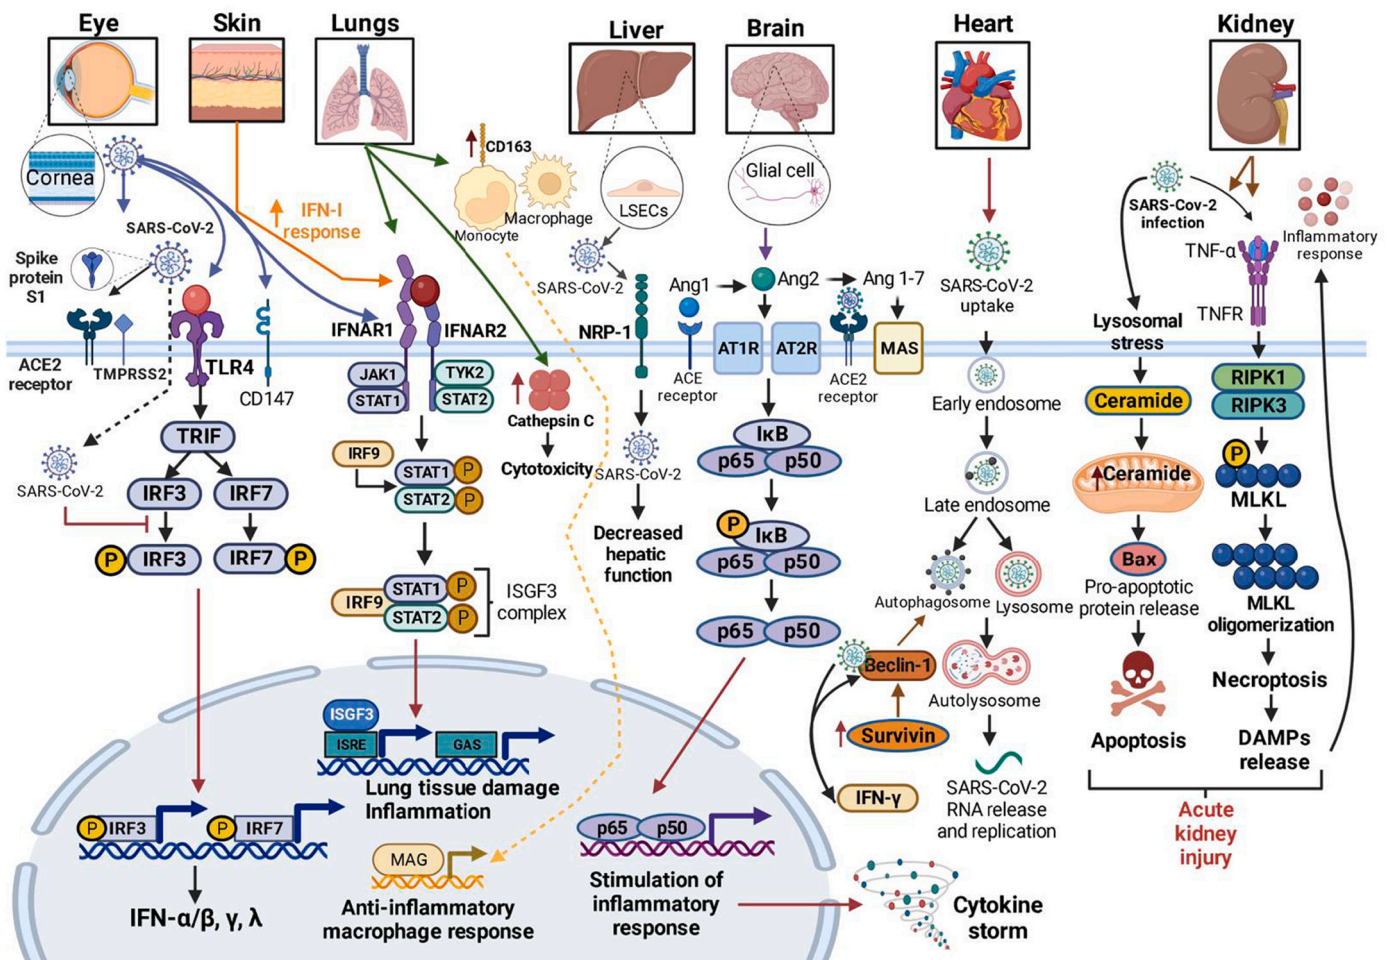 Eye
Skin
Lungs
Liver
Brain
Heart
Kidney
Cornea
SARS-CoV-2
Spike
protein
S1
ACE2
receptor
TMPRSS2
TLR4
CD147
TRIF
IRF3
IRF7
SARS-CoV-2
P
IRF3
IRF7
P
P
IRF3
P
IRF7
IFN-α/β, γ, λ
IFN-I
response
CD163
Monocyte
Macrophage
IFNAR1
IFNAR2
JAK1
STAT1
TYK2
STAT2
IRF9
STAT1
P
STAT2
P
IRF9
STAT1
P
STAT2
P
ISGF3
complex
ISGF3
ISRE
GAS
Lung tissue damage
Inflammation
MAG
Anti-inflammatory
macrophage response
Cathepsin C
Cytotoxicity
LSECs
SARS-CoV-2
NRP-1
SARS-CoV-2
Decreased
hepatic
function
Glial cell
Ang1
Ang2
Ang 1-7
ACE
receptor
AT1R
AT2R
ACE2
receptor
MAS
IκB
p65
p50
P
IκB
p65
p50
p65
p50
p65
p50
Stimulation of
inflammatory
response
Cytokine
storm
SARS-CoV-2
uptake
Early endosome
Late endosome
Autophagosome
Lysosome
Beclin-1
Survivin
IFN-γ
Autolysosome
SARS-CoV-2
RNA release
and replication
SARS-Cov-2
infection
Lysosomal
stress
Ceramide
Ceramide
Bax
Pro-apoptotic
protein release
Apoptosis
TNF-α
TNFR
RIPK1
RIPK3
P
MLKL
MLKL
oligomerization
Necroptosis
DAMPs
release
Inflammatory
response
Acute
kidney
injury